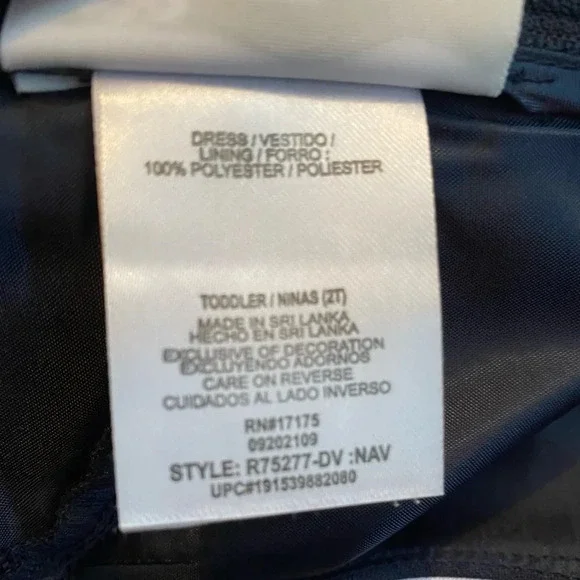 DRESS / VESTIDO /
LINING / FORRO :
100% POLYESTER / POLIESTER
TODDLER / NINAS (2T)
MADE IN SRI LANKA
HECHO EN SRI LANKA
EXCLUSIVE OF DECORATION
EXCLUYENDO ADORNOS
CARE ON REVERSE
CUIDADOS AL LADO INVERSO
RN#17175
09202109
STYLE: R75277-DV :NAV
UPC#191539882080